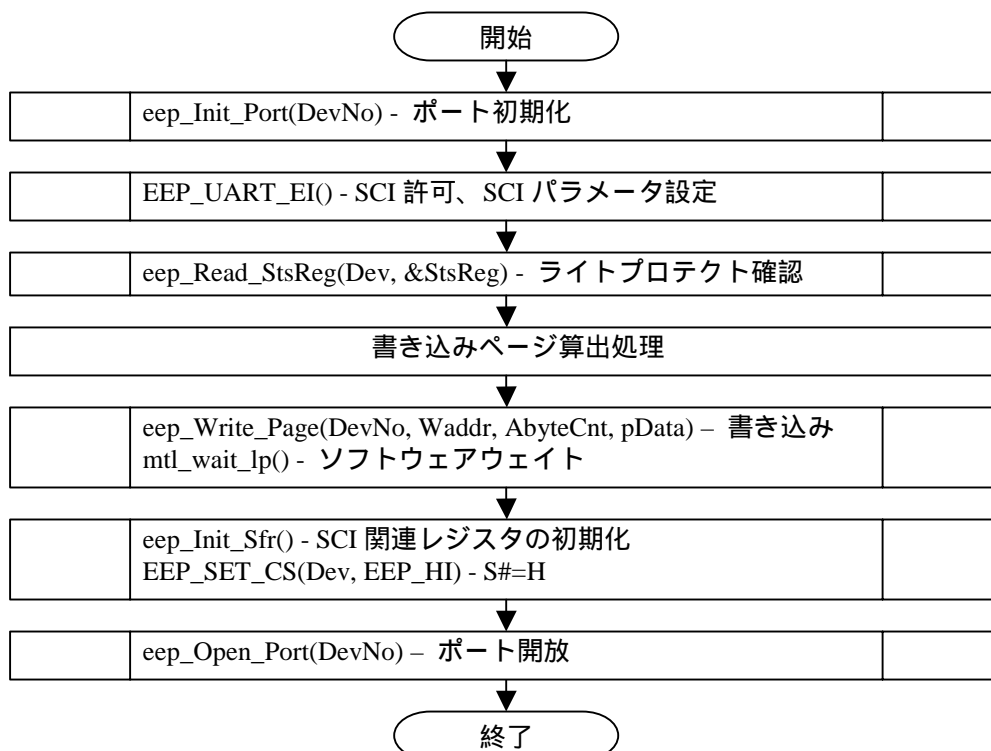 開始
eep_Init_Port(DevNo) - ポート初期化
EEP_UART_EI() - SCI 許可、SCI パラメータ設定
eep_Read_StsReg(Dev, &StsReg) - ライトプロテクト確認
書き込みページ算出処理
eep_Write_Page(DevNo, Waddr, AbyteCnt, pData) – 書き込み
mtl_wait_lp() - ソフトウェアウェイト
eep_Init_Sfr() - SCI 関連レジスタの初期化
EEP_SET_CS(Dev, EEP_HI) - S#=H
eep_Open_Port(DevNo) – ポート開放
終了